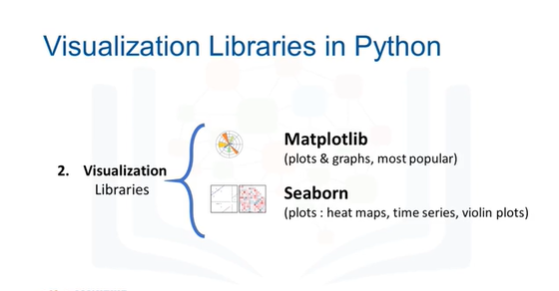 Visualization Libraries in Python
2. Visualization
Libraries
Matplotlib
(plots & graphs, most popular)
Seaborn
(plots : heat maps, time series, violin plots)